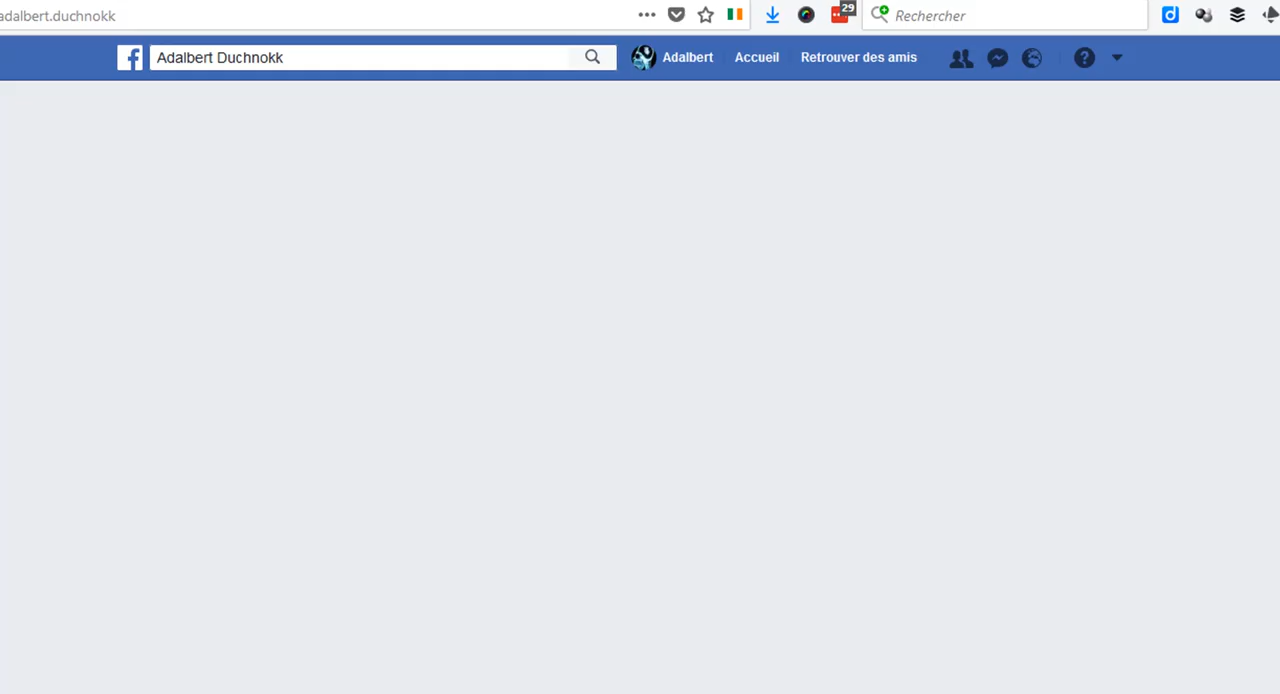 adalbert.duchnokk
29
Rechercher
d
f
Adalbert Duchnokk
Adalbert
Accueil
Retrouver des amis
?